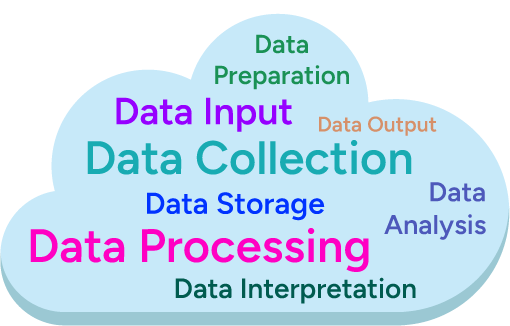 Data
Preparation
Data Input
Data Output
Data Collection
Data Storage
Data
Analysis
Data Processing
Data Interpretation